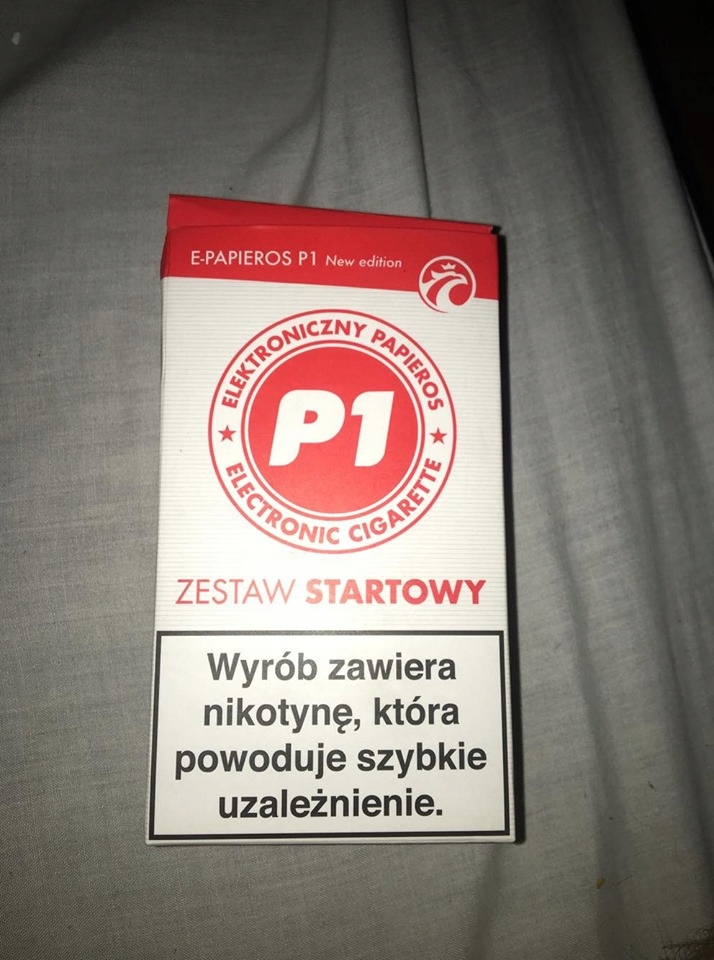 E-PAPIEROS P1 New edition
ELEKTRONICZNY PAPIEROS
P1
ELECTRONIC CIGARETTE
ZESTAW STARTOWY
Wyrób zawiera
nikotynę, która
powoduje szybkie
uzależnienie.